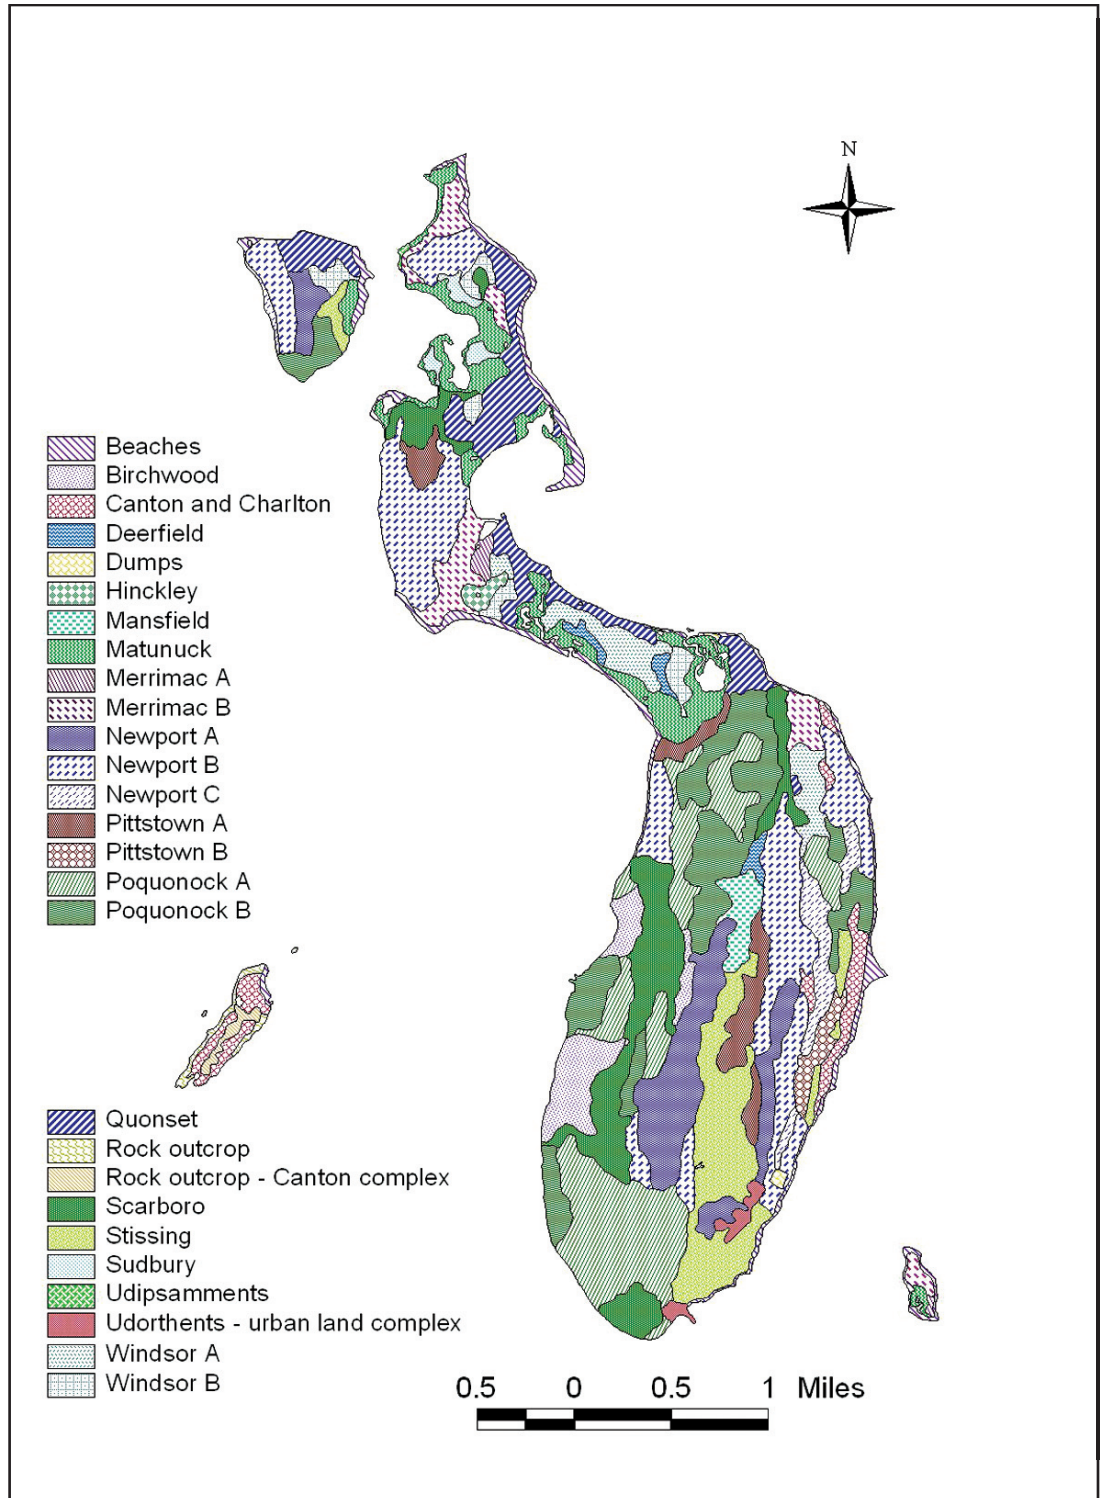 N
Beaches
Birchwood
Canton and Charlton
Deerfield
Dumps
Hinckley
Mansfield
Matunuck
Merrimac A
Merrimac B
Newport A
Newport B
Newport C
Pittstown A
Pittstown B
Poquonock A
Poquonock B
Quonset
Rock outcrop
Rock outcrop - Canton complex
Scarboro
Stissing
Sudbury
Udipsamments
Udorthents - urban land complex
Windsor A
Windsor B
0.5 0 0.5 1 Miles